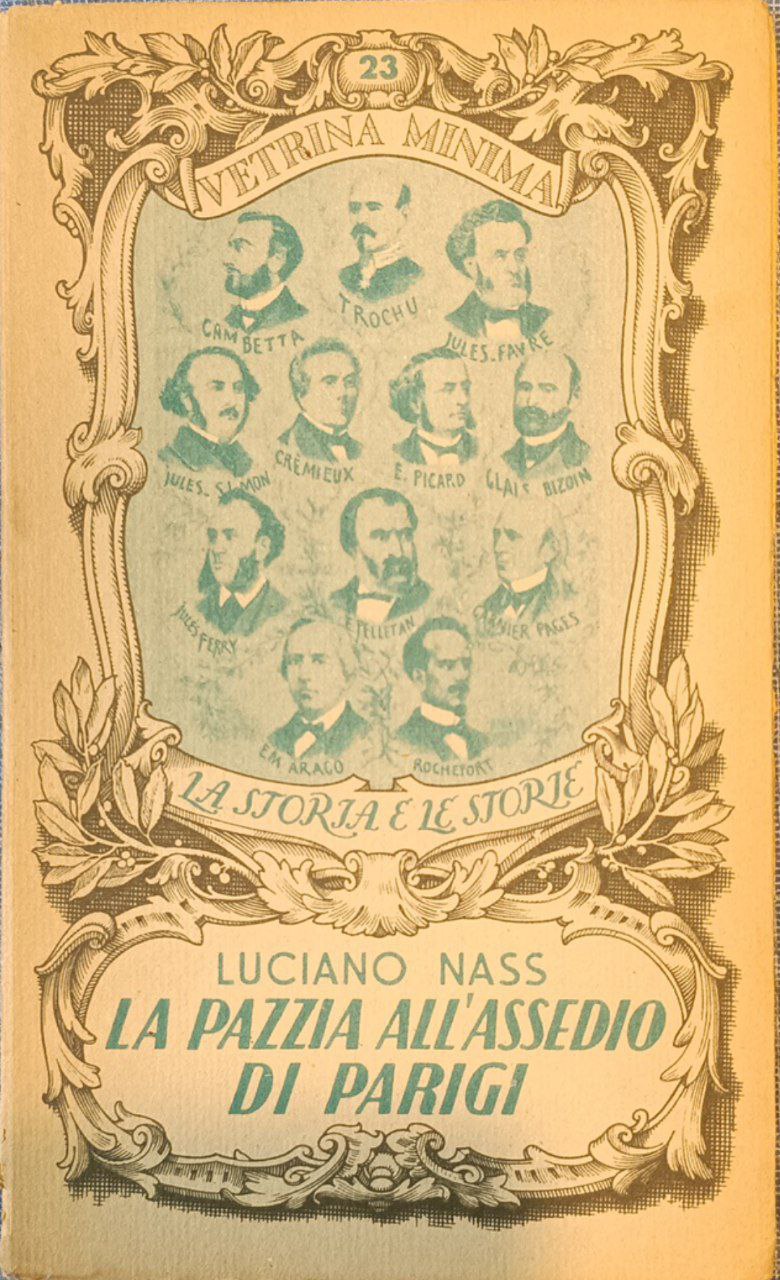 23
VETRINA MINIMA
GAMBETTA
TROCHU
JULES-FAVRE
JULES-SIMON
CRÉMIEUX
E. PICARD
GLAIS BIZOIN
JULES FERRY
E. PELLETAN
GARNIER PAGES
EM ARAGO
ROCHEFORT
LA STORIA E LE STORIE
LUCIANO NASS
LA PAZZIA ALL'ASSEDIO
DI PARIGI